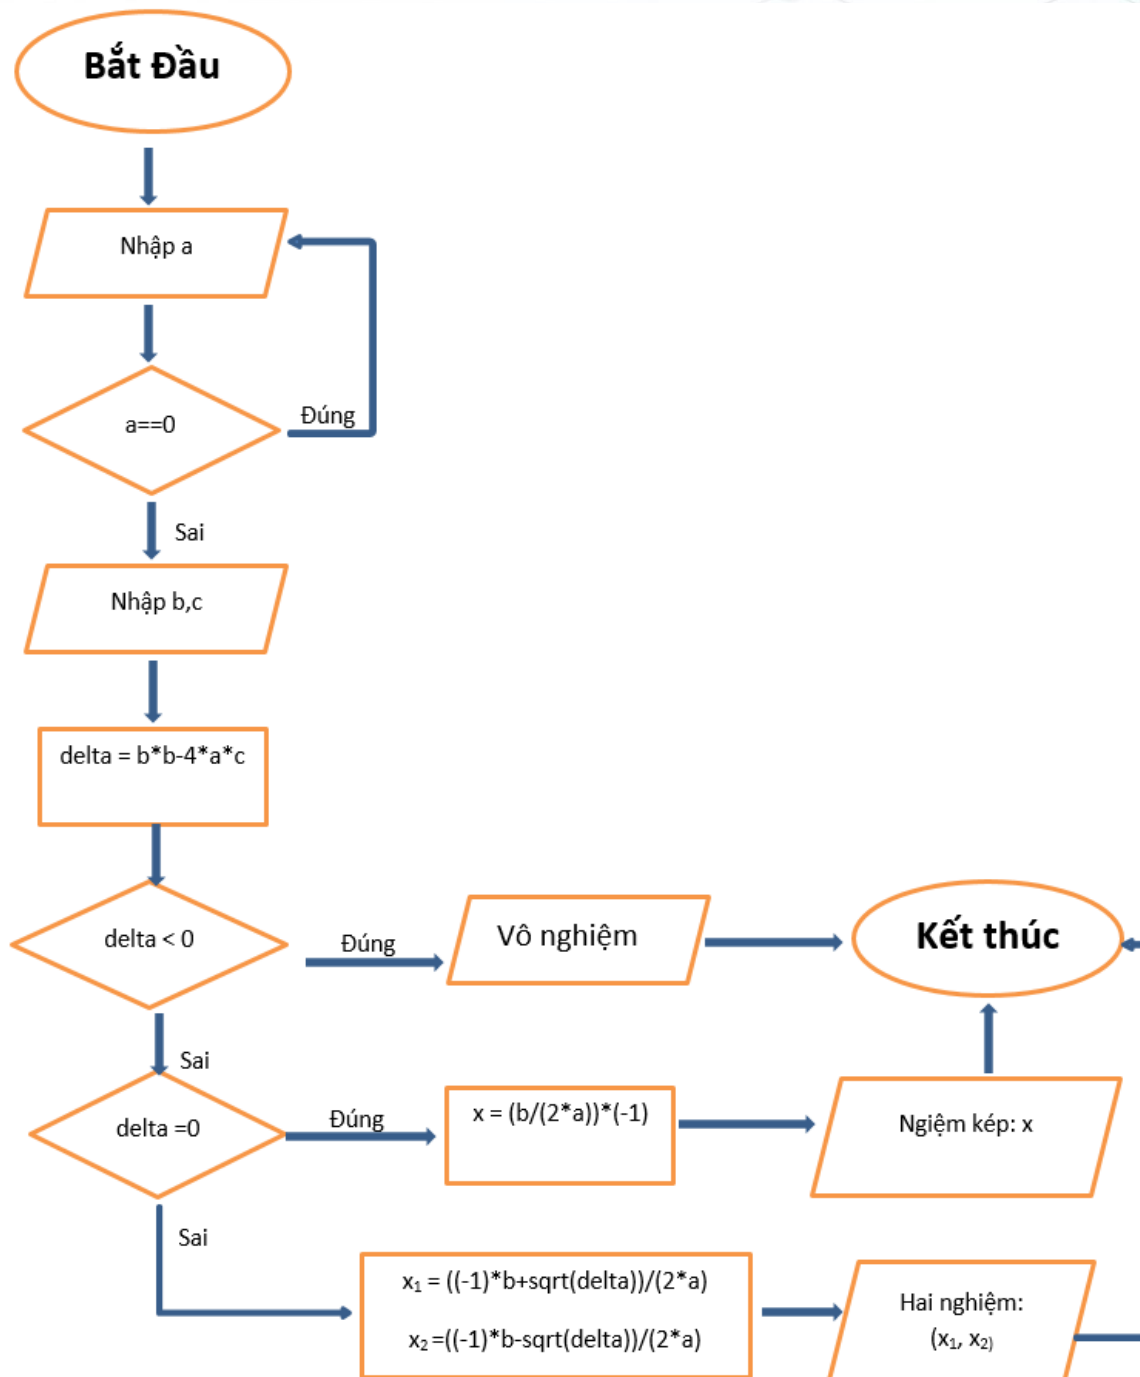 Bắt Đầu
Nhập a
a==0
Đúng
Sai
Nhập b,c
delta = b*b-4*a*c
delta < 0
Đúng
Vô nghiệm
Kết thúc
Sai
delta =0
Đúng
x = (b/(2*a))*(-1)
Ngiệm kép: x
Sai
x₁ = ((-1)*b+sqrt(delta))/(2*a)
x₂ =((-1)*b-sqrt(delta))/(2*a)
Hai nghiệm:
(x₁, x₂)